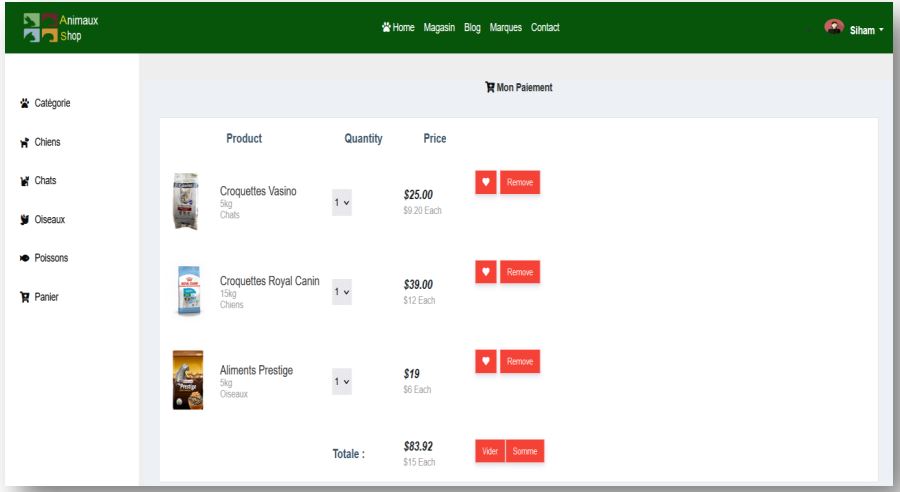 Animaux
Shop
Home Magasin Blog Marques Contact
Siham
Mon Paiement
Catégorie
Chiens
Chats
Oiseaux
Poissons
Panier
Product Quantity Price
Croquettes Vasino
5kg
Chats
1
$25.00
$9.20 Each
Remove
Croquettes Royal Canin
15kg
Chiens
1
$39.00
$12 Each
Remove
Aliments Prestige
5kg
Oiseaux
1
$19
$6 Each
Remove
Prestige
Totale :
$83.92
$15 Each
Vider
Somme